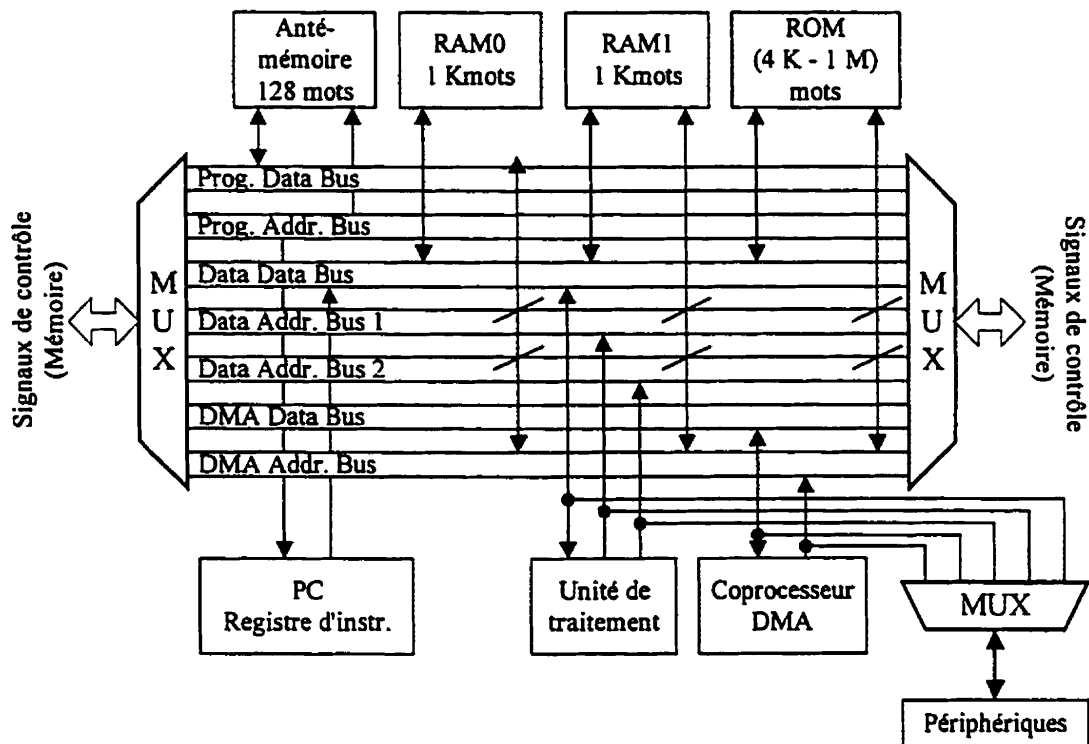 Anté-
mémoire
128 mots
RAM0
1 Kmots
RAM1
1 Kmots
ROM
(4 K - 1 M)
mots
Prog. Data Bus
Prog. Addr. Bus
Data Data Bus
Data Addr. Bus 1
Data Addr. Bus 2
DMA Data Bus
DMA Addr. Bus
M
U
X
M
U
X
Signaux de contrôle
(Mémoire)
Signaux de contrôle
(Mémoire)
PC
Registre d'instr.
Unité de
traitement
Coprocesseur
DMA
MUX
Périphériques